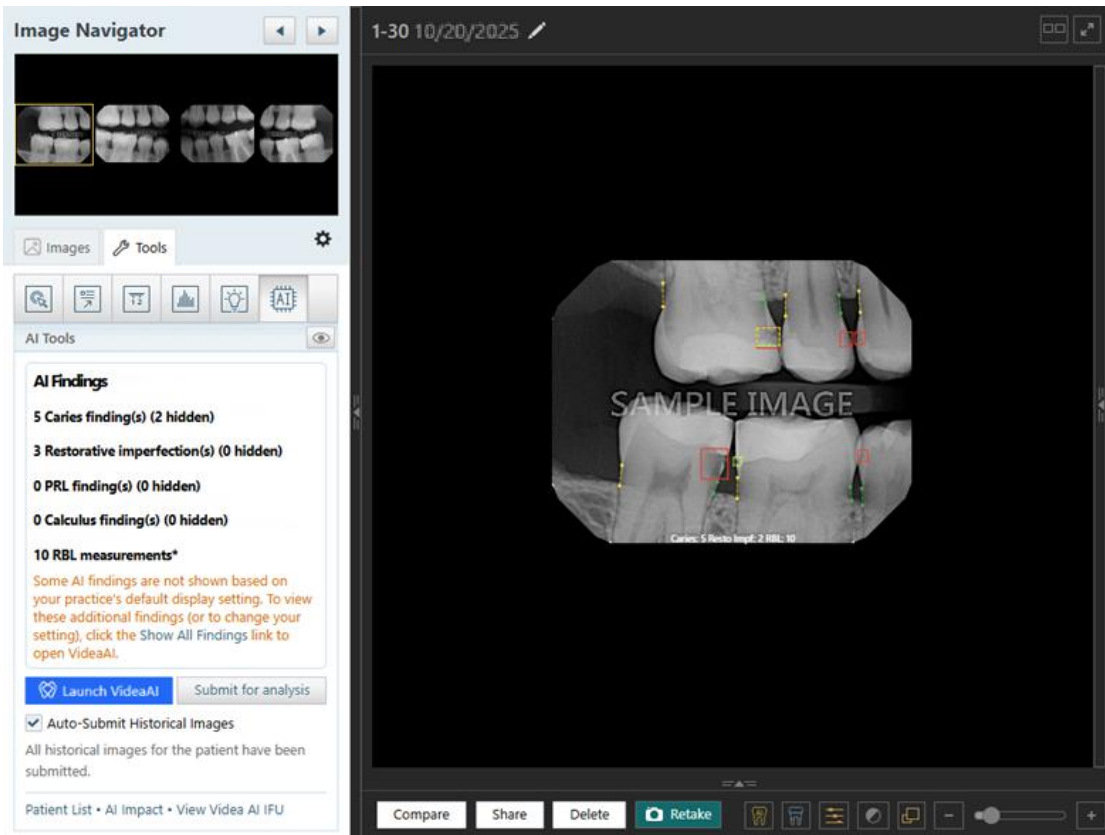 Image Navigator
1-30 10/20/2025
Images
Tools
AI
AI Tools
AI Findings
5 Caries finding(s) (2 hidden)
3 Restorative imperfection(s) (0 hidden)
0 PRL finding(s) (0 hidden)
0 Calculus finding(s) (0 hidden)
10 RBL measurements*
Some AI findings are not shown based on
your practice's default display setting. To view
these additional findings (or to change your
setting), click the Show All Findings link to
open VideaAI.
Launch VideaAI
Submit for analysis
Auto-Submit Historical Images
All historical images for the patient have been
submitted.
Patient List • AI Impact • View Videa AI IFU
SAMPLE IMAGE
Caries: 5 Resto Impf: 2 RBL: 10
Compare
Share
Delete
Retake